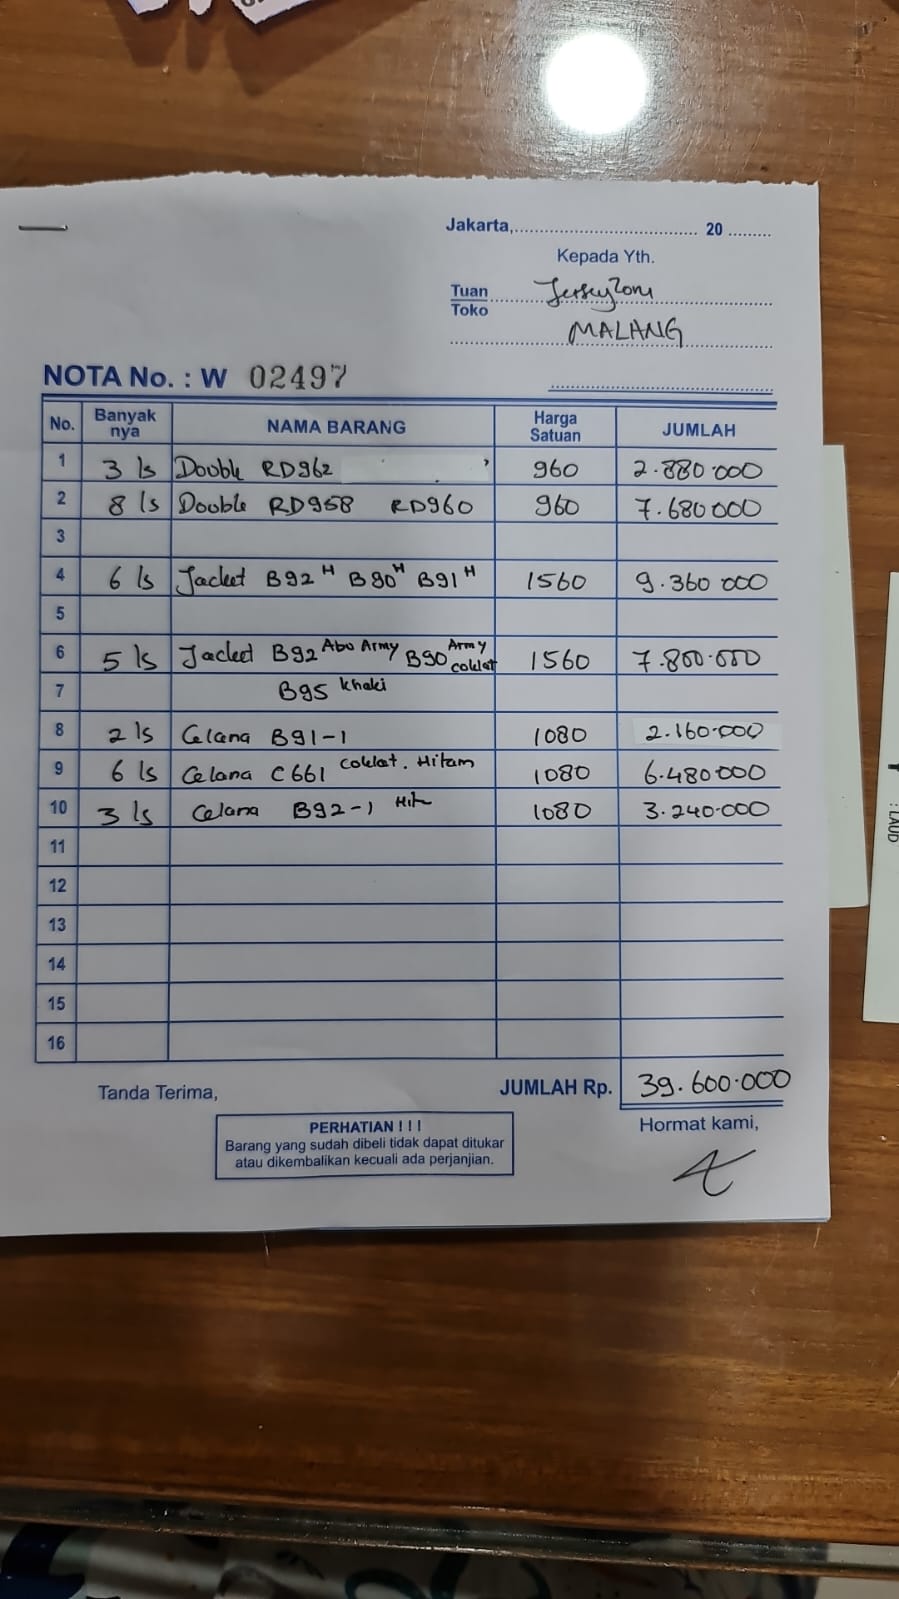 Jakarta,.................................... 20 .........
Kepada Yth.
Tuan JerseyZone
Toko
MALANG
NOTA No. : W 02497
No. Banyak nya NAMA BARANG Harga Satuan JUMLAH
1 3 ls Double RD962 960 2.880.000
2 8 ls Double RD958 RD960 960 7.680000
3
4 6 ls Jacket B92 H B90 H B91 H 1560 9.360 000
5
6 5 ls Jacket B92 Abu Army B90 Army coklat 1560 7.800.000
7 B95 khaki
8 2 ls Celana B91-1 1080 2.160.000
9 6 ls Celana C661 Coklat. Hitam 1080 6.480000
10 3 ls Celana B92-1 1080 3.240.000
11
12
13
14
15
16
Tanda Terima, JUMLAH Rp. 39.600.000
PERHATIAN ! ! !
Barang yang sudah dibeli tidak dapat ditukar
atau dikembalikan kecuali ada perjanjian.
Hormat kami,
: LAUD